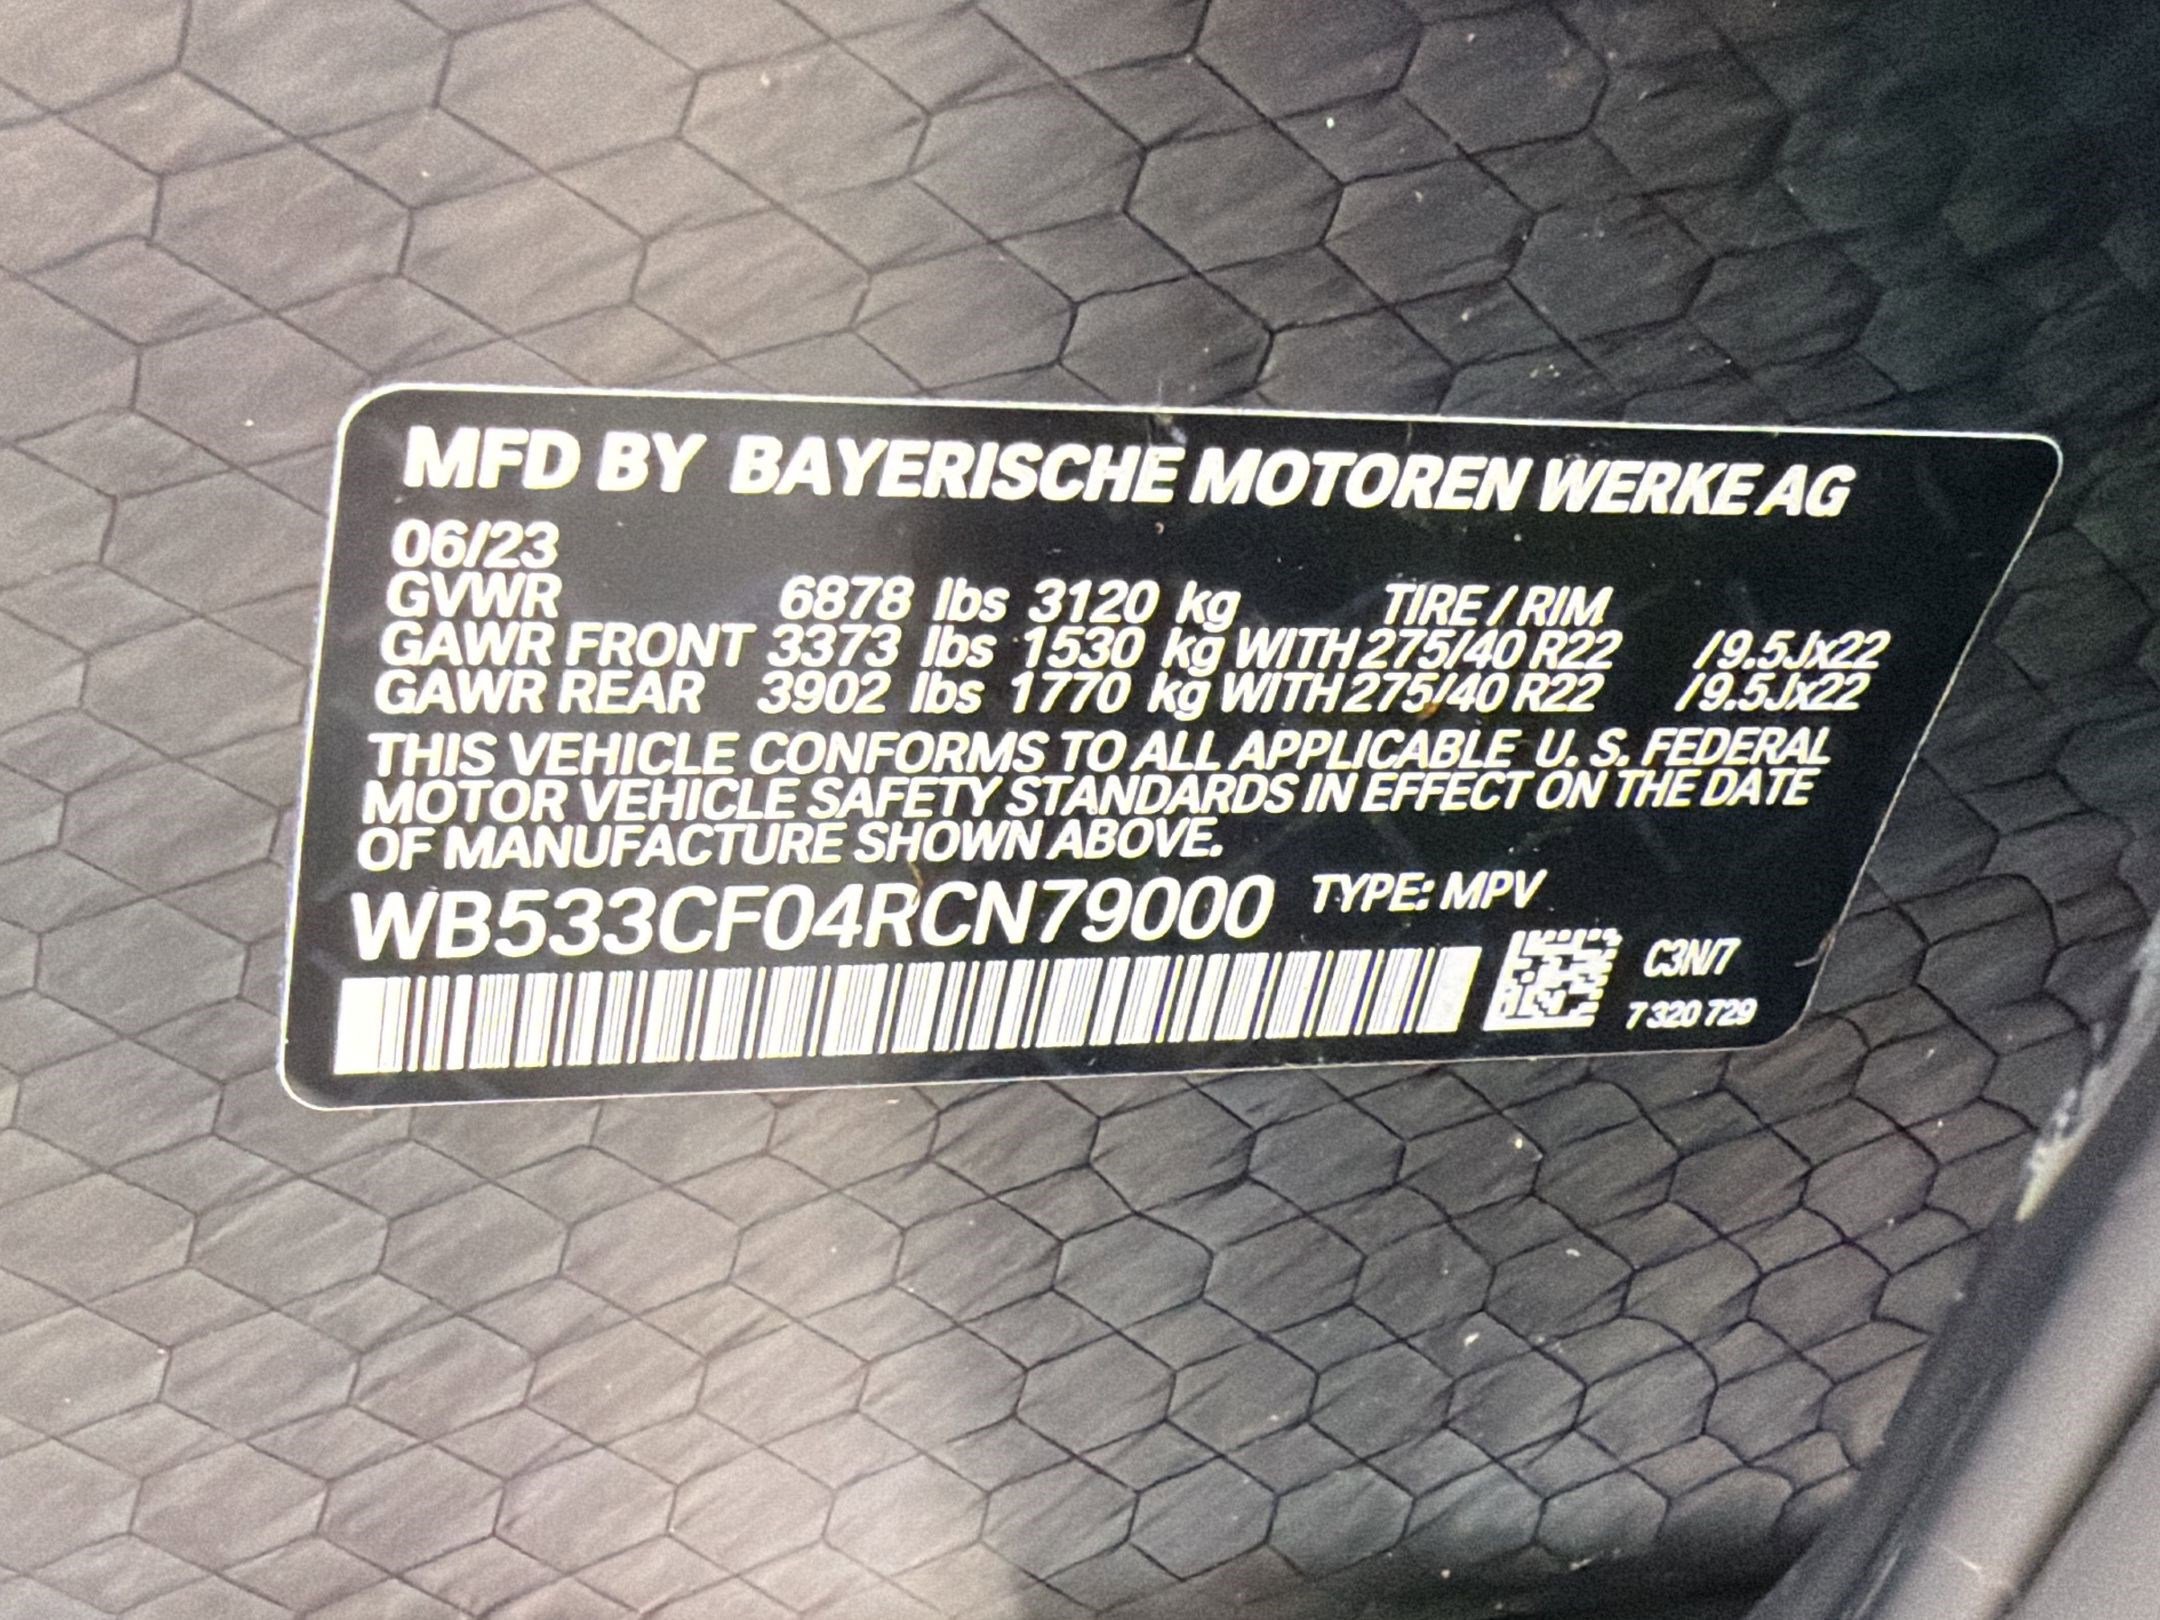 MFD BY BAYERISCHE MOTOREN WERKE AG
06/23
GVWR 6878 lbs 3120 kg TIRE / RIM
GAWR FRONT 3373 lbs 1530 kg WITH 275/40 R22 / 9.5Jx22
GAWR REAR 3902 lbs 1770 kg WITH 275/40 R22 / 9.5Jx22
THIS VEHICLE CONFORMS TO ALL APPLICABLE U. S. FEDERAL
MOTOR VEHICLE SAFETY STANDARDS IN EFFECT ON THE DATE
OF MANUFACTURE SHOWN ABOVE.
WB533CF04RCN79000 TYPE: MPV
C3N/7
7 320 729